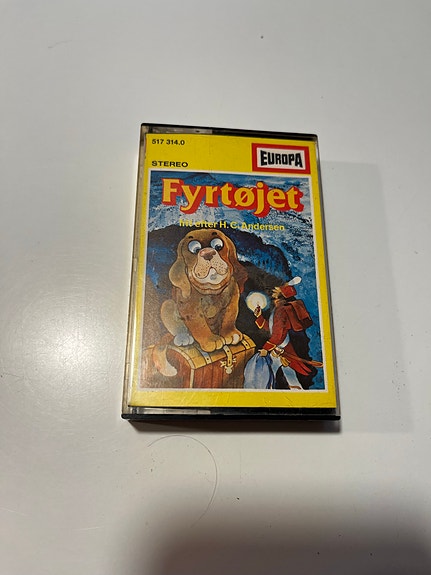 517 314.0
STEREO
EUROPA
Fyrtøjet
frit efter H. C. Andersen